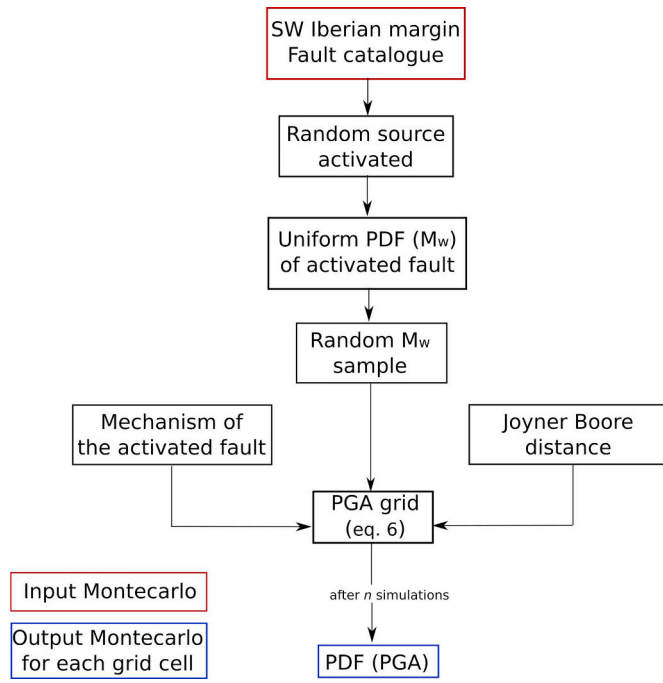 SW Iberian margin
Fault catalogue
Random source
activated
Uniform PDF (Mw)
of activated fault
Random Mw
sample
Mechanism of
the activated fault
Joyner Boore
distance
PGA grid
(eq. 6)
Input Montecarlo
after n simulations
Output Montecarlo
for each grid cell
PDF (PGA)